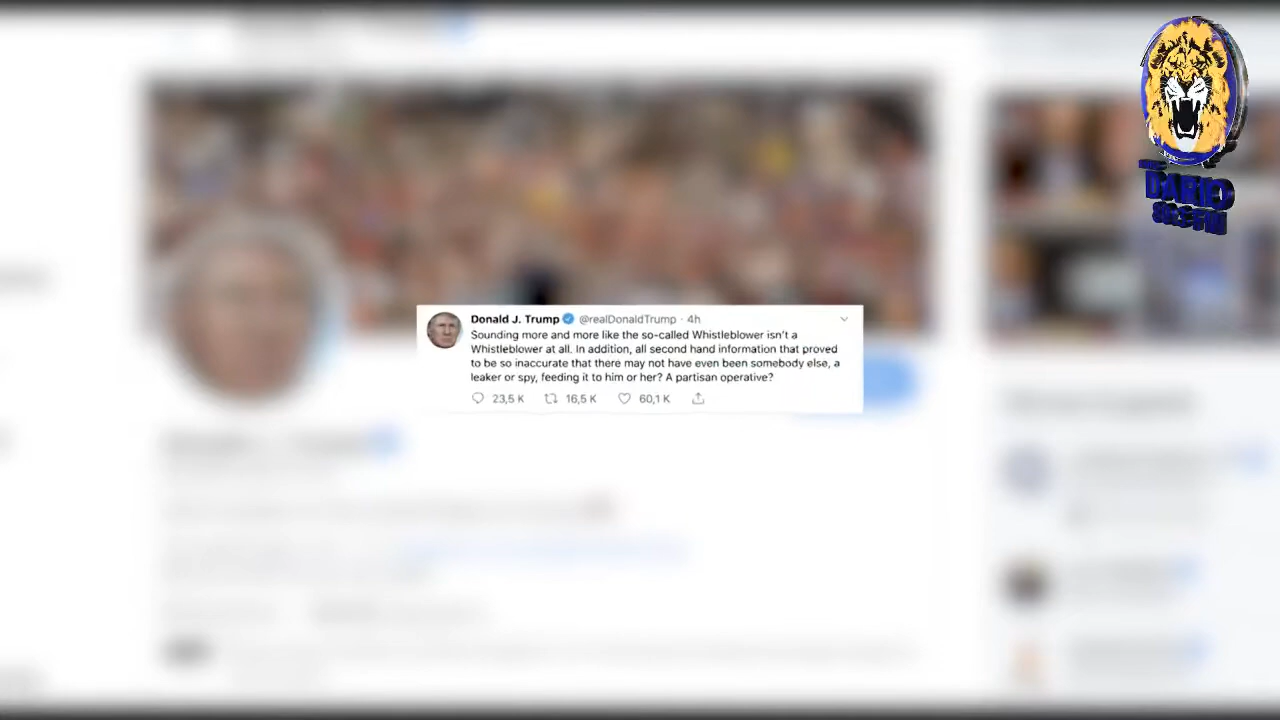 DARIO
Donald J. Trump @realDonaldTrump · 4h
Sounding more and more like the so-called Whistleblower isn't a
Whistleblower at all. In addition, all second hand information that proved
to be so inaccurate that there may not have even been somebody else, a
leaker or spy, feeding it to him or her? A partisan operative?
23,5 K 16,5 K 60,1 K